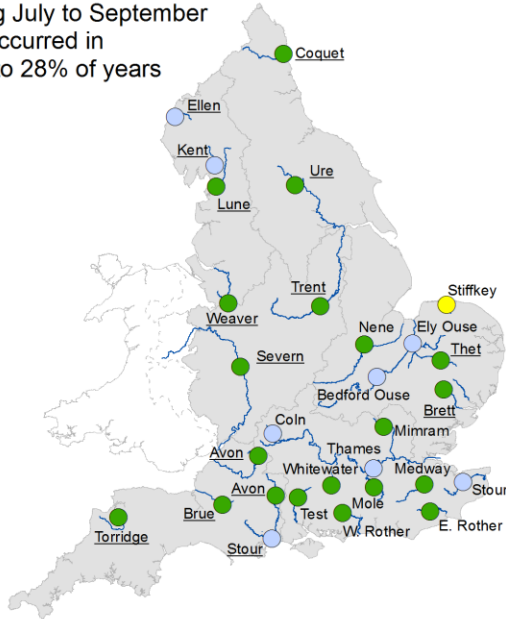 July to September
occurred in
to 28% of years
Coquet
Ellen
Kent
Ure
Lune
Trent
Weaver
Stiffkey
Nene
Ely Ouse
Thet
Severn
Bedford Ouse
Brett
Coln
Mimram
Avon
Thames
Whitewater
Medway
Avon
Stour
Brue
Test
Mole
W. Rother
E. Rother
Torridge
Stour